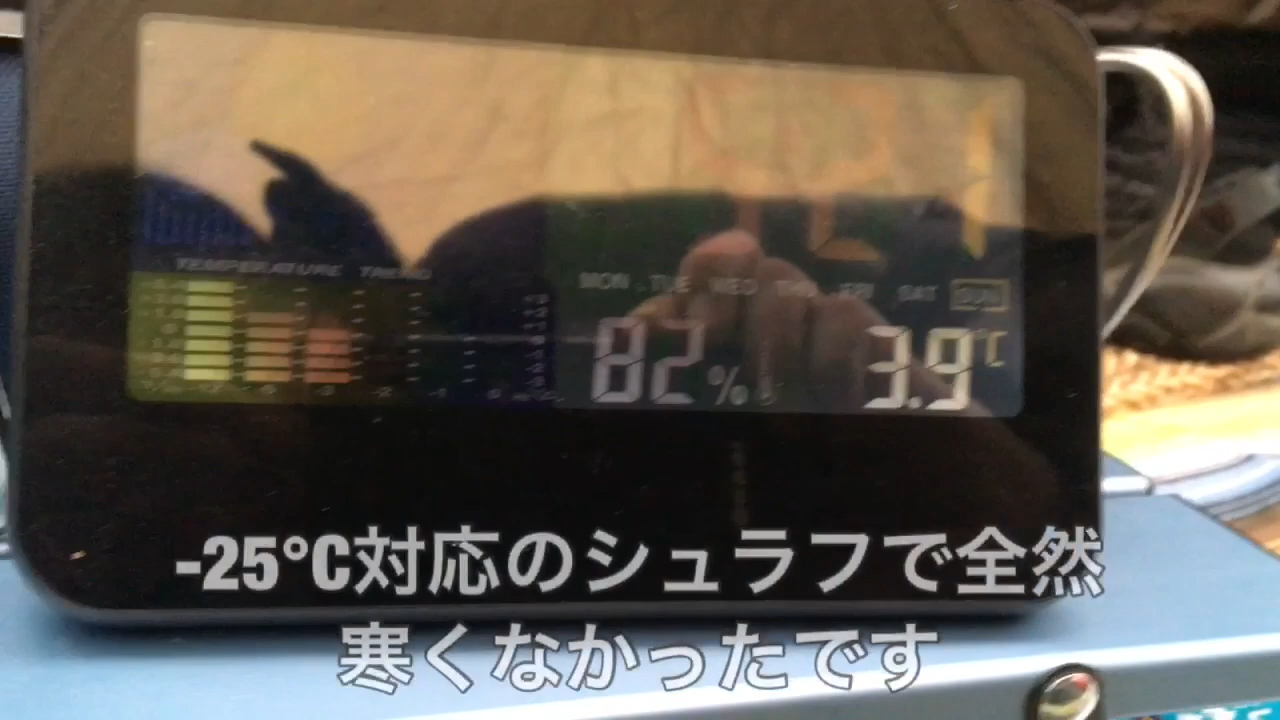 TEMPERATURE TREND
MON TUE WED THU FRI SAT SUN
82% 3.9℃
-25°C対応のシュラフで全然
寒くなかったです